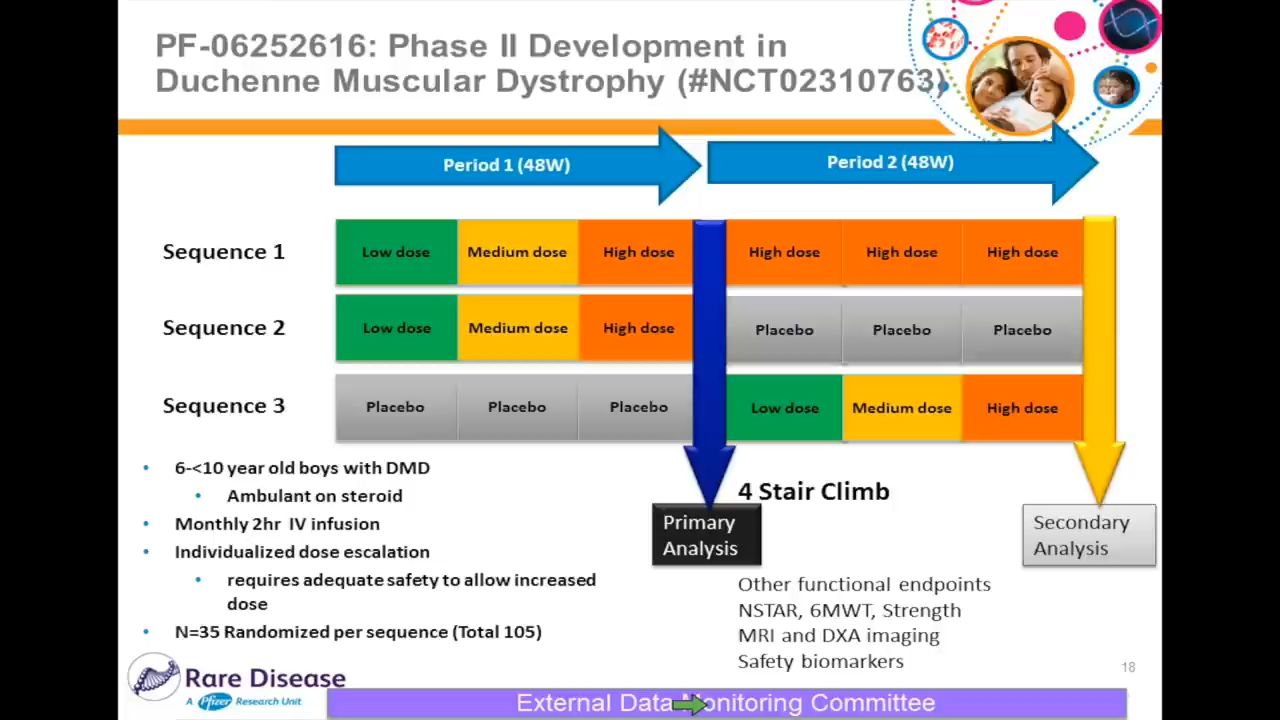 PF-06252616: Phase II Development in
Duchenne Muscular Dystrophy (#NCT02310763)
Period 1 (48W)
Period 2 (48W)
Sequence 1
Low dose
Medium dose
High dose
High dose
High dose
High dose
Sequence 2
Low dose
Medium dose
High dose
Placebo
Placebo
Placebo
Sequence 3
Placebo
Placebo
Placebo
Low dose
Medium dose
High dose
• 6-<10 year old boys with DMD
• Ambulant on steroid
• Monthly 2hr IV infusion
• Individualized dose escalation
• requires adequate safety to allow increased
dose
• N=35 Randomized per sequence (Total 105)
4 Stair Climb
Primary
Analysis
Secondary
Analysis
Other functional endpoints
NSTAR, 6MWT, Strength
MRI and DXA imaging
Safety biomarkers
18
Rare Disease
A Pfizer Research Unit
External Data Monitoring Committee